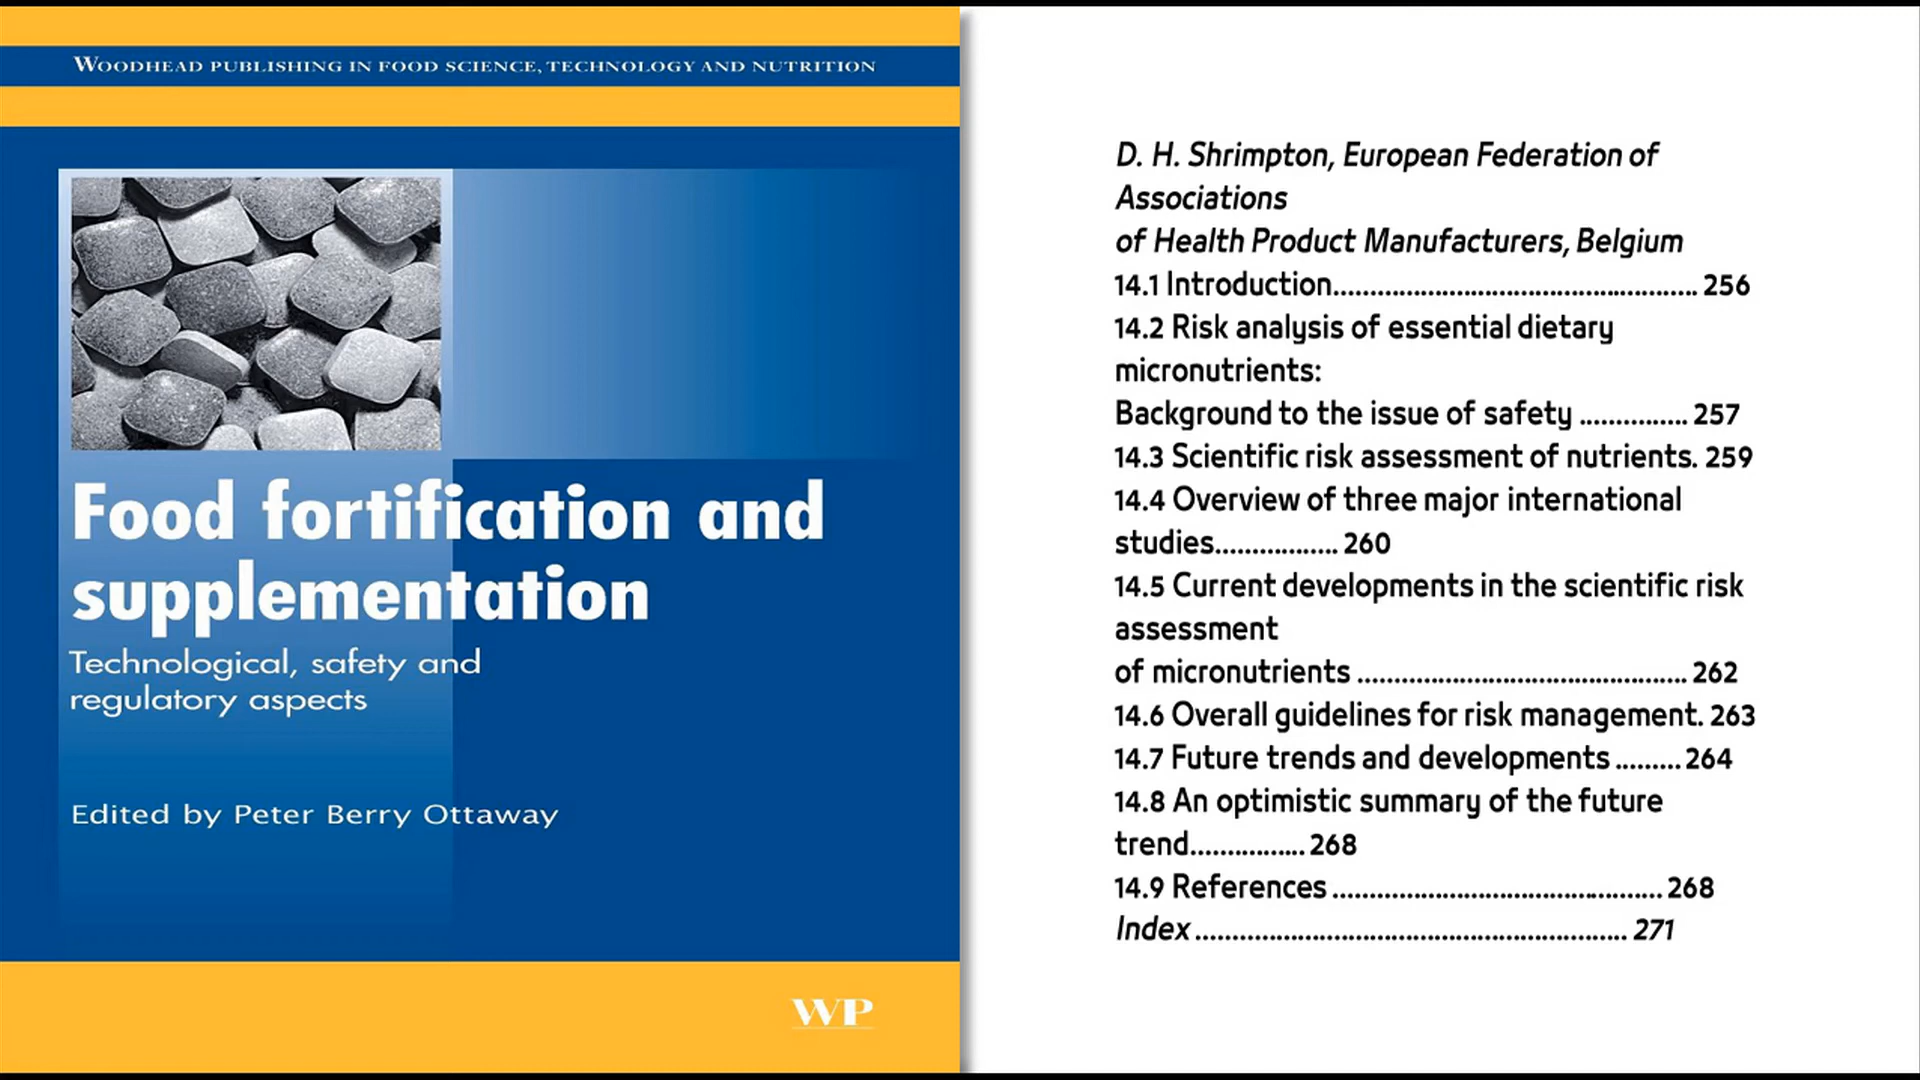 WOODHEAD PUBLISHING IN FOOD SCIENCE, TECHNOLOGY AND NUTRITION
Food fortification and
supplementation
Technological, safety and
regulatory aspects
Edited by Peter Berry Ottaway
WP
D. H. Shrimpton, European Federation of
Associations
of Health Product Manufacturers, Belgium
14.1 Introduction.................................................. 256
14.2 Risk analysis of essential dietary
micronutrients:
Background to the issue of safety ............... 257
14.3 Scientific risk assessment of nutrients. 259
14.4 Overview of three major international
studies................. 260
14.5 Current developments in the scientific risk
assessment
of micronutrients ............................................. 262
14.6 Overall guidelines for risk management. 263
14.7 Future trends and developments ......... 264
14.8 An optimistic summary of the future
trend................ 268
14.9 References ............................................. 268
Index ........................................................... 271